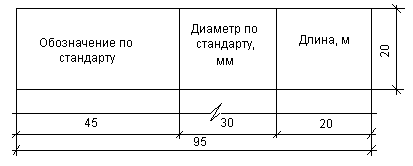 Обозначение по
стандарту
Диаметр по
стандарту,
мм
Длина, м
20
45
30
20
95